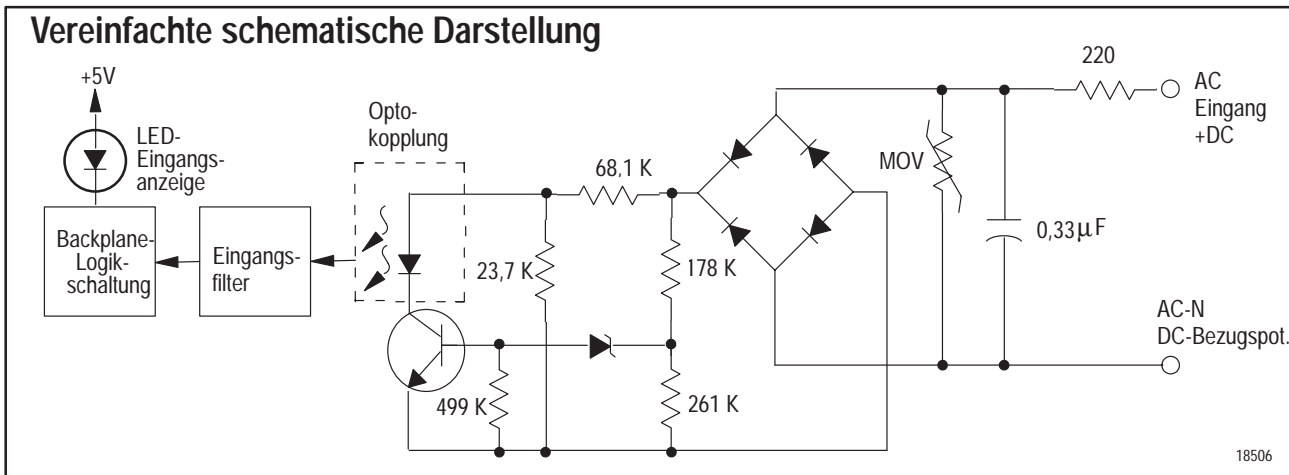 Vereinfachte schematische Darstellung
+5V
LED-
Eingangs-
anzeige
Opto-
kopplung
220
AC
Eingang
+DC
68,1 K
MOV
0,33µF
Backplane-
Logik-
schaltung
Eingangs-
filter
23,7 K
178 K
AC-N
DC-Bezugspot.
499 K
261 K
18506